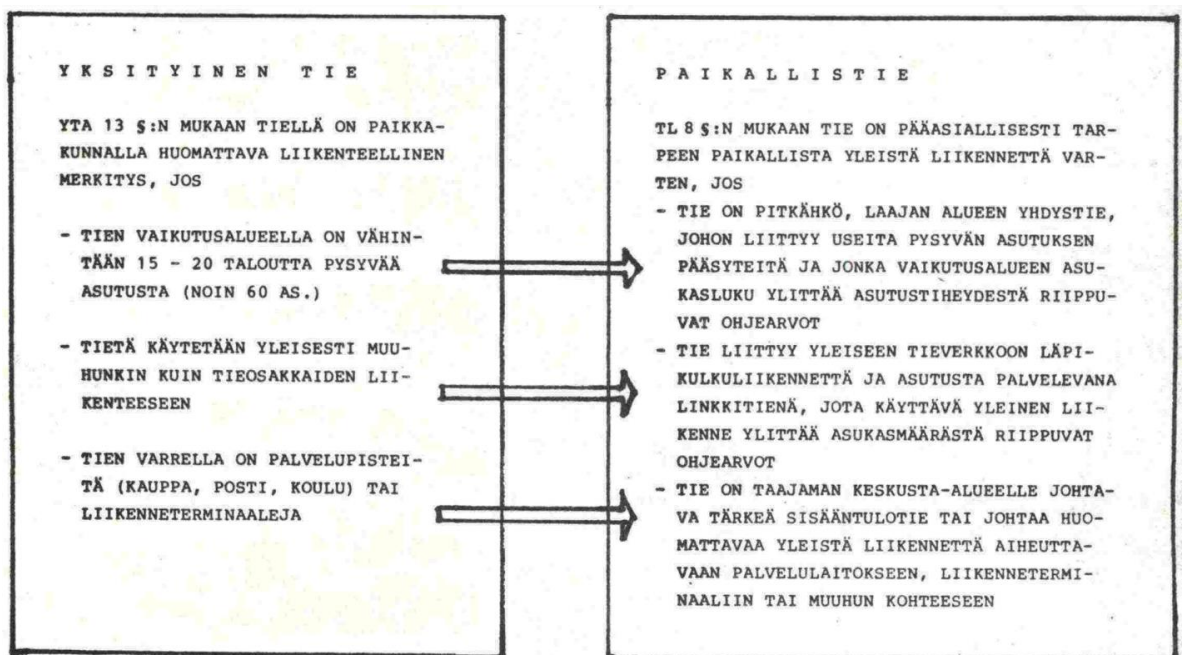 YKSITYINEN TIE
YTA 13 §:N MUKAAN TIELLÄ ON PAIKKA-
KUNNALLA HUOMATTAVA LIIKENTEELLINEN
MERKITYS, JOS
- TIEN VAIKUTUSALUEELLA ON VÄHIN-
TÄÄN 15 - 20 TALOUTTA PYSYVÄÄ
ASUTUSTA (NOIN 60 AS.)
- TIETÄ KÄYTETÄÄN YLEISESTI MUU-
HUNKIN KUIN TIEOSAKKAIDEN LII-
KENTEESEEN
- TIEN VARRELLA ON PALVELUPISTEI-
TÄ (KAUPPA, POSTI, KOULU) TAI
LIIKENNETERMINAALEJA
PAIKALLISTIE
TL 8 §:N MUKAAN TIE ON PÄÄASIALLISESTI TAR-
PEEN PAIKALLISTA YLEISTÄ LIIKENNETTÄ VAR-
TEN, JOS
- TIE ON PITKÄHKÖ, LAAJAN ALUEEN YHDYSTIE,
JOHON LIITTYY USEITA PYSYVÄN ASUTUKSEN
PÄÄSYTEITÄ JA JONKA VAIKUTUSALUEEN ASU-
KASLUKU YLITTÄÄ ASUTUSTIHEYDESTÄ RIIPPU-
VAT OHJEARVOT
- TIE LIITTYY YLEISEEN TIEVERKKOON LÄPI-
KULKULIIKENNETTÄ JA ASUTUSTA PALVELEVANA
LINKKITIENÄ, JOTA KÄYTTÄVÄ YLEINEN LII-
KENNE YLITTÄÄ ASUKASMÄÄRÄSTÄ RIIPPUVAT
OHJEARVOT
- TIE ON TAAJAMAN KESKUSTA-ALUEELLE JOHTA-
VA TÄRKEÄ SISÄÄNTULOTIE TAI JOHTAA HUO-
MATTAVAA YLEISTÄ LIIKENNETTÄ AIHEUTTA-
VAAN PALVELULAITOKSEEN, LIIKENNETERMI-
NAALIIN TAI MUUHUN KOHTEESEEN